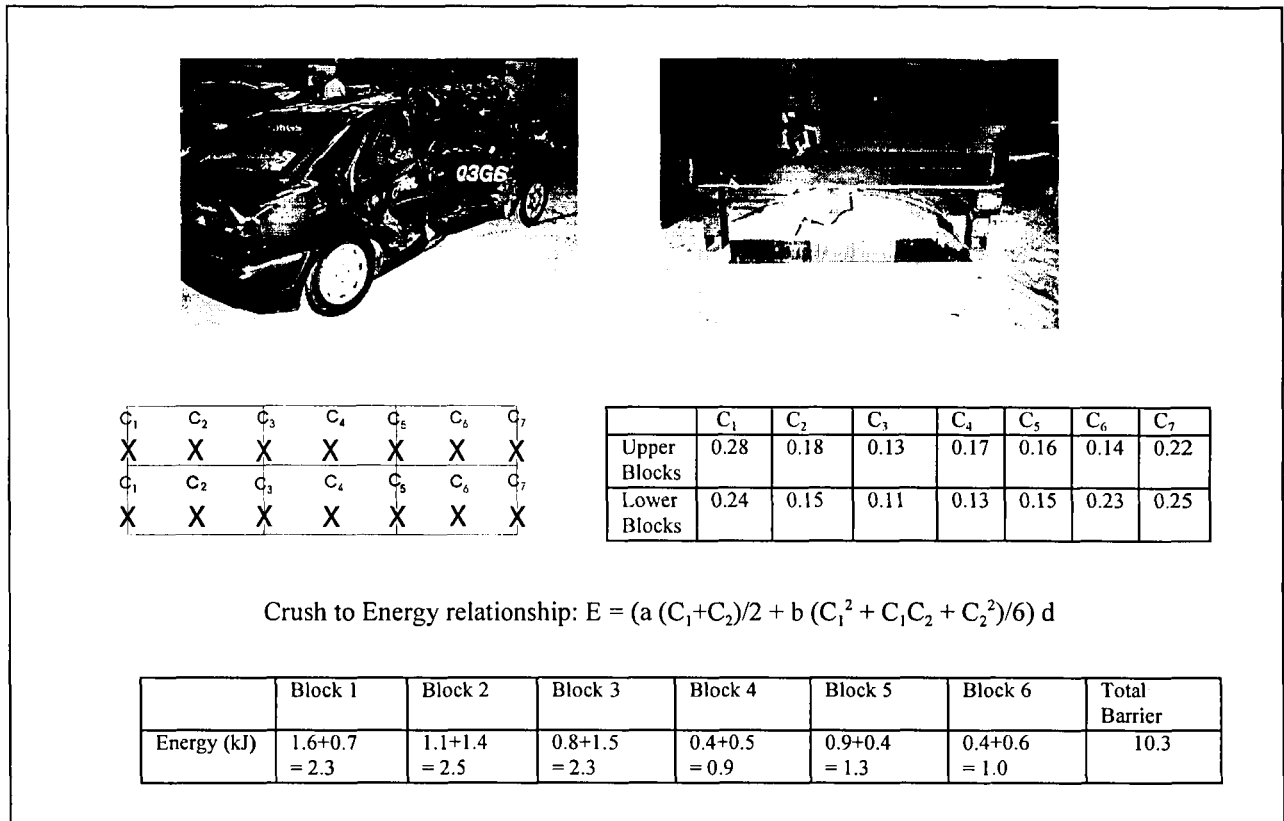 03G6
C₁ C₂ C₃ C₄ C₅ C₆ C₇
X X X X X X X
C₁ C₂ C₃ C₄ C₅ C₆ C₇
X X X X X X X
C₁ C₂ C₃ C₄ C₅ C₆ C₇
Upper 0.28 0.18 0.13 0.17 0.16 0.14 0.22
Blocks
Lower 0.24 0.15 0.11 0.13 0.15 0.23 0.25
Blocks
Crush to Energy relationship: E = (a (C₁+C₂)/2 + b (C₁² + C₁C₂ + C₂²)/6) d
Block 1 Block 2 Block 3 Block 4 Block 5 Block 6 Total
Barrier
Energy (kJ) 1.6+0.7 1.1+1.4 0.8+1.5 0.4+0.5 0.9+0.4 0.4+0.6 10.3
= 2.3 = 2.5 = 2.3 = 0.9 = 1.3 = 1.0